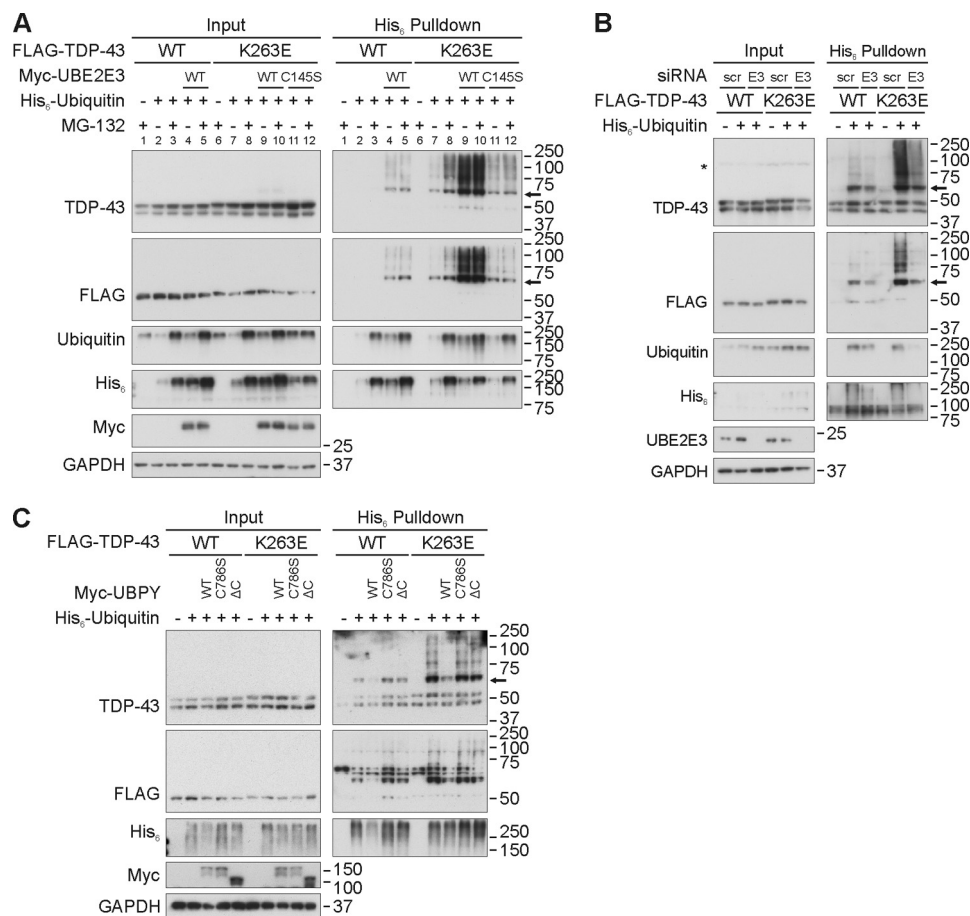 A
Input His₆ Pulldown
FLAG-TDP-43 WT K263E WT K263E
Myc-UBE2E3 WT WT C145S WT WT C145S
His₆-Ubiquitin - + + + + - + + + + + + - + + + + - + + + + + +
MG-132 + - + - + + - + - + - + + - + - + + - + - + - +
1 2 3 4 5 6 7 8 9 10 11 12 1 2 3 4 5 6 7 8 9 10 11 12
250
100
75
TDP-43
50
37
250
100
75
FLAG
50
37
Ubiquitin
250
150
75
His₆
250
150
75
Myc
25
GAPDH
37
B
Input His₆ Pulldown
siRNA scr E3 scr E3 scr E3 scr E3
FLAG-TDP-43 WT K263E WT K263E
His₆-Ubiquitin - + + - + + - + + - + +
*
250
100
75
TDP-43
50
37
250
100
75
FLAG
50
37
Ubiquitin
250
150
100
75
His₆
250
150
100
75
UBE2E3
25
GAPDH
37
C
Input His₆ Pulldown
FLAG-TDP-43 WT K263E WT K263E
Myc-UBPY WT C786S ΔC WT C786S ΔC WT C786S ΔC WT C786S ΔC
His₆-Ubiquitin - + + + + - + + + + - + + + + - + + + +
250
100
75
TDP-43
50
37
250
100
75
FLAG
50
His₆
250
150
Myc
150
100
GAPDH
37